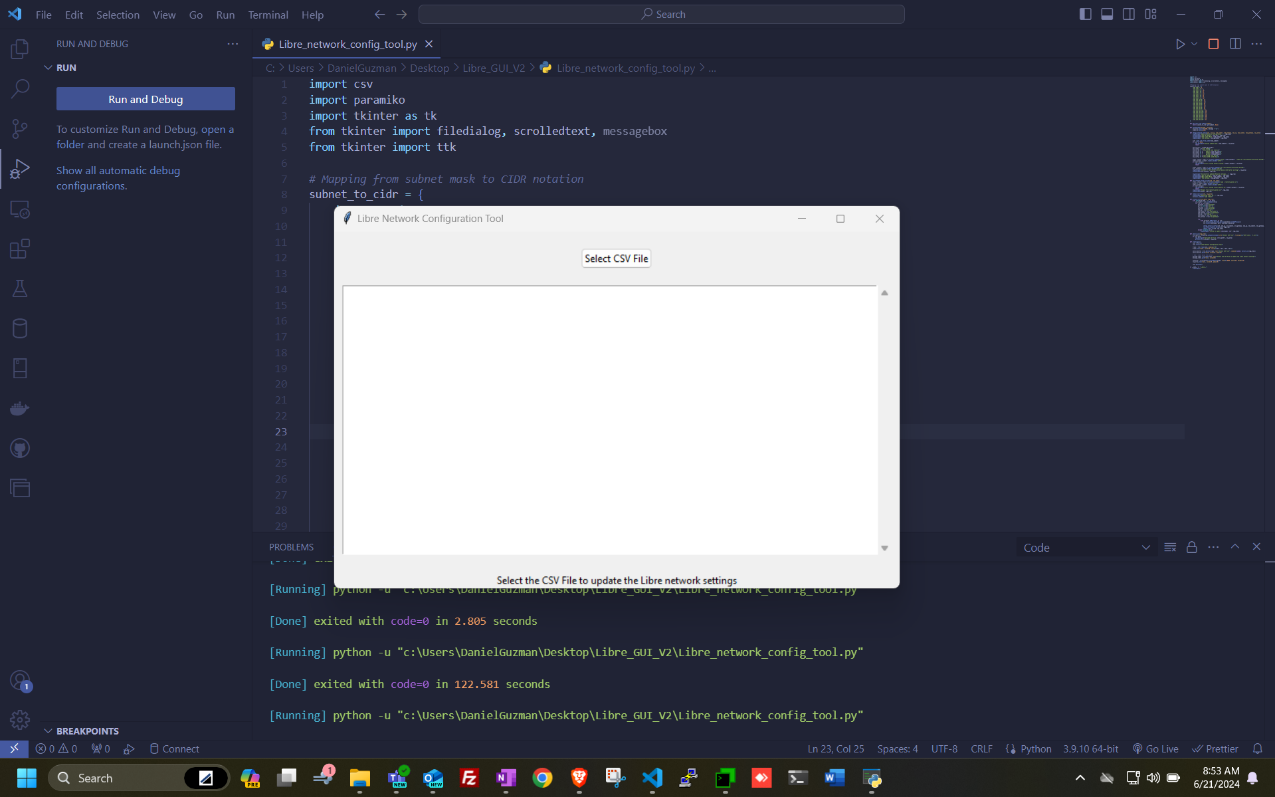 File Edit Selection View Go Run Terminal Help
Search
RUN AND DEBUG
RUN
Run and Debug
To customize Run and Debug, open a
folder and create a launch.json file.
Show all automatic debug
configurations.
Libre_network_config_tool.py
C: > Users > DanielGuzman > Desktop > Libre_GUI_V2 > Libre_network_config_tool.py > ...
1 import csv
2 import paramiko
3 import tkinter as tk
4 from tkinter import filedialog, scrolledtext, messagebox
5 from tkinter import ttk
6
7 # Mapping from subnet mask to CIDR notation
8 subnet_to_cidr = {
9
10
11
12
13
14
15
16
17
18
19
20
21
22
23
24
25
26
27
28
29
Libre Network Configuration Tool
Select CSV File
Select the CSV File to update the Libre network settings
PROBLEMS
Code
[Running] python -u "c:\Users\DanielGuzman\Desktop\Libre_GUI_V2\Libre_network_config_tool.py"
[Done] exited with code=0 in 2.805 seconds
[Running] python -u "c:\Users\DanielGuzman\Desktop\Libre_GUI_V2\Libre_network_config_tool.py"
[Done] exited with code=0 in 122.581 seconds
[Running] python -u "c:\Users\DanielGuzman\Desktop\Libre_GUI_V2\Libre_network_config_tool.py"
1
BREAKPOINTS
0 0 0 Connect
Ln 23, Col 25 Spaces: 4 UTF-8 CRLF Python 3.9.10 64-bit Go Live Prettier
Search
PRE
1
NEW
NEW
8:53 AM
6/21/2024